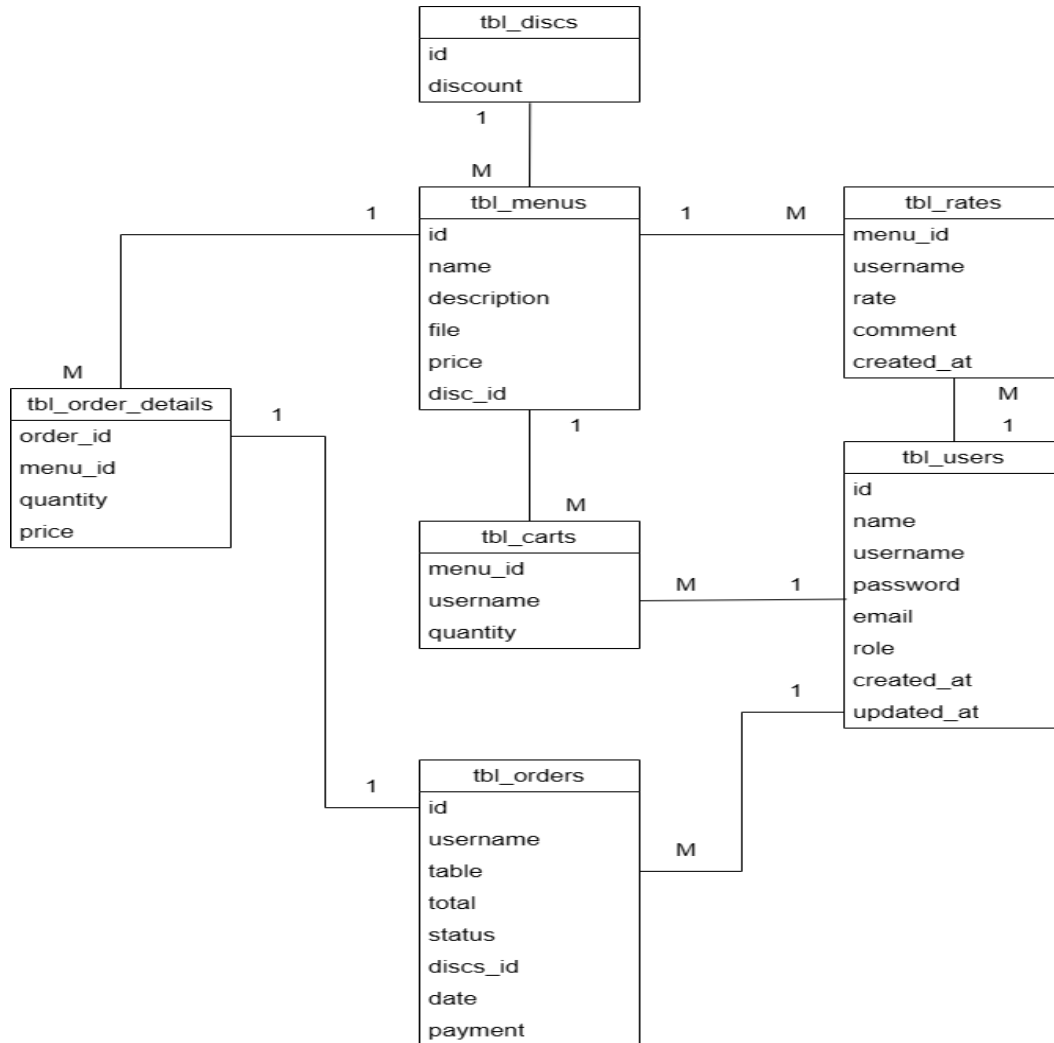 tbl_discs
id
discount
1
M
tbl_menus
id
name
description
file
price
disc_id
1
M
tbl_rates
menu_id
username
rate
comment
created_at
1
M
tbl_order_details
order_id
menu_id
quantity
price
1
1
M
tbl_carts
menu_id
username
quantity
M
1
tbl_users
id
name
username
password
email
role
created_at
updated_at
M
1
1
M
1
tbl_orders
id
username
table
total
status
discs_id
date
payment